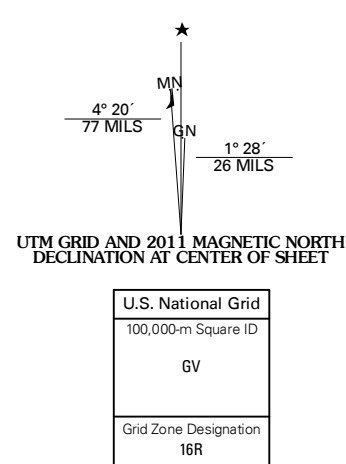 MN
4° 20´
77 MILS
GN
1° 28´
26 MILS
UTM GRID AND 2011 MAGNETIC NORTH
DECLINATION AT CENTER OF SHEET
U.S. National Grid
100,000-m Square ID
GV
Grid Zone Designation
16R